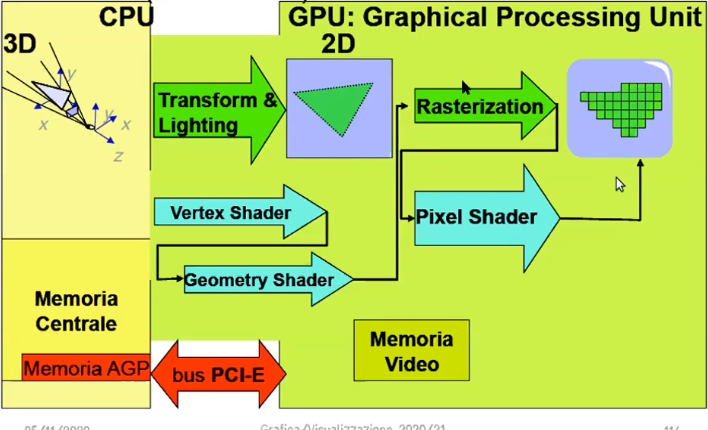 CPU
GPU: Graphical Processing Unit
3D
2D
y
x
y
x
z
Transform &
Lighting
Rasterization
Vertex Shader
Pixel Shader
Geometry Shader
Memoria
Centrale
Memoria AGP
bus PCI-E
Memoria
Video
Grafica/Visualizzazione 2020/21